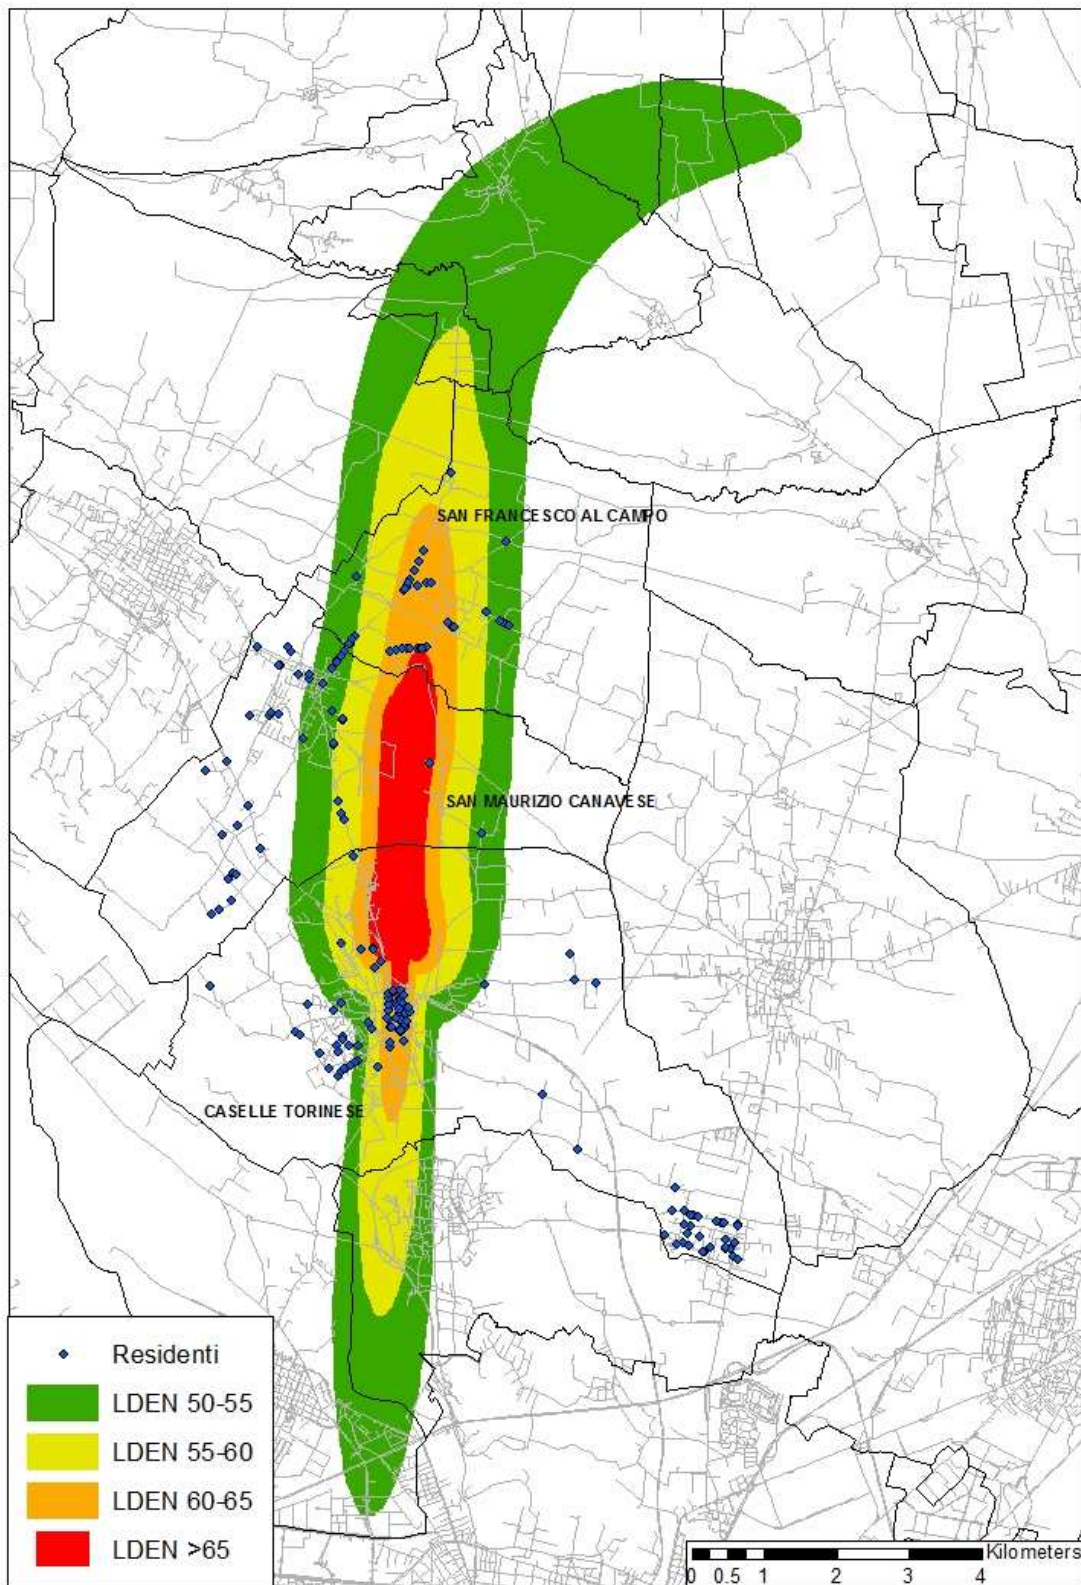 SAN FRANCESCO AL CAMPO
SAN MAURIZIO CANAVESE
CASELLE TORINESE
Residenti
LDEN 50-55
LDEN 55-60
LDEN 60-65
LDEN >65
Kilometers
0 0.5 1 2 3 4